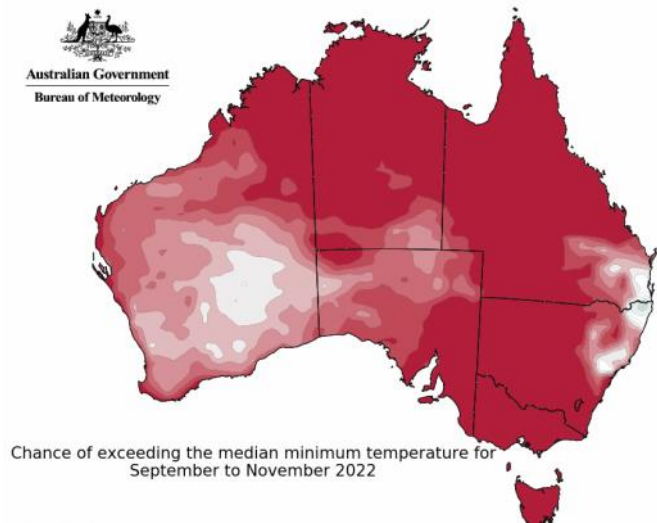 Australian Government
Bureau of Meteorology
Chance of exceeding the median minimum temperature for
September to November 2022